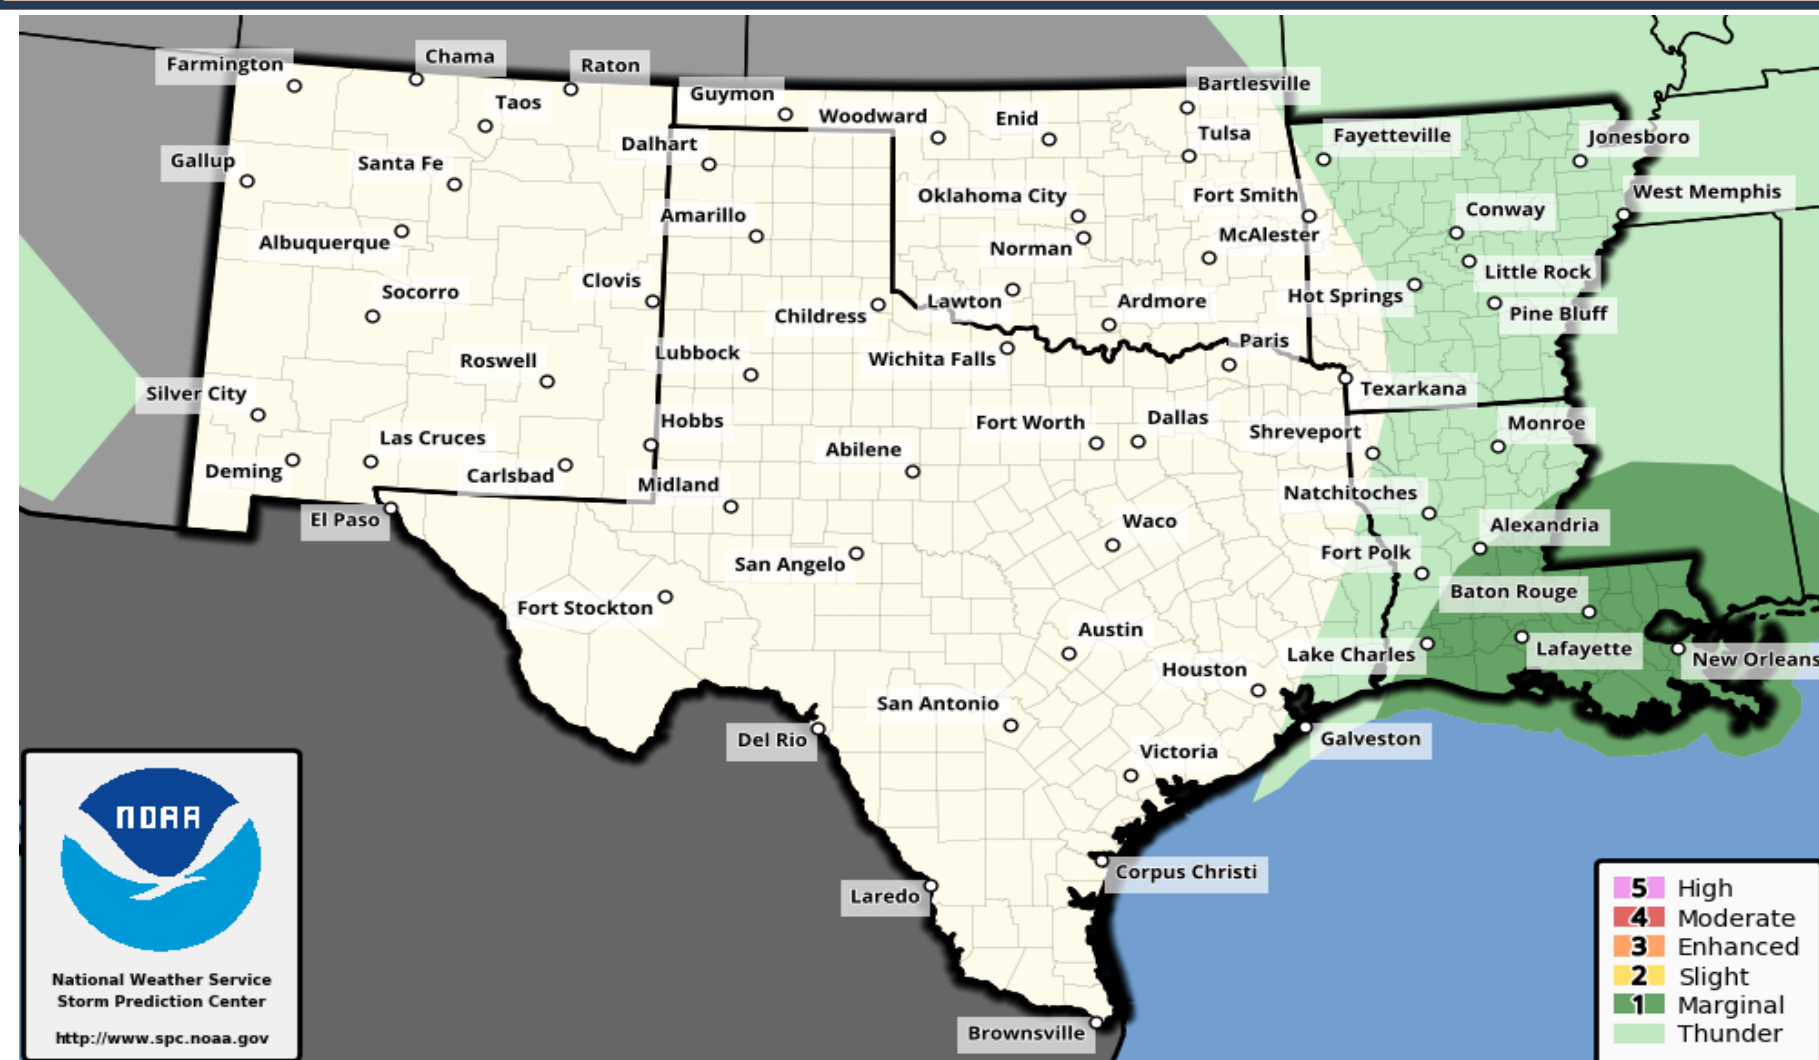 Farmington
Chama
Raton
Taos
Guymon
Woodward
Enid
Bartlesville
Tulsa
Fayetteville
Jonesboro
Gallup
Santa Fe
Dalhart
Oklahoma City
Fort Smith
West Memphis
Conway
Albuquerque
Amarillo
Norman
McAlester
Little Rock
Socorro
Clovis
Childress
Lawton
Ardmore
Hot Springs
Pine Bluff
Roswell
Lubbock
Wichita Falls
Paris
Texarkana
Silver City
Las Cruces
Hobbs
Abilene
Fort Worth
Dallas
Shreveport
Monroe
Deming
Carlsbad
Midland
Natchitoches
El Paso
Waco
Alexandria
San Angelo
Fort Polk
Fort Stockton
Baton Rouge
Austin
Lake Charles
Lafayette
New Orleans
Houston
San Antonio
Del Rio
Victoria
Galveston
Corpus Christi
Laredo
Brownsville
NOAA
National Weather Service
Storm Prediction Center
http://www.spc.noaa.gov
5 High
4 Moderate
3 Enhanced
2 Slight
1 Marginal
Thunder